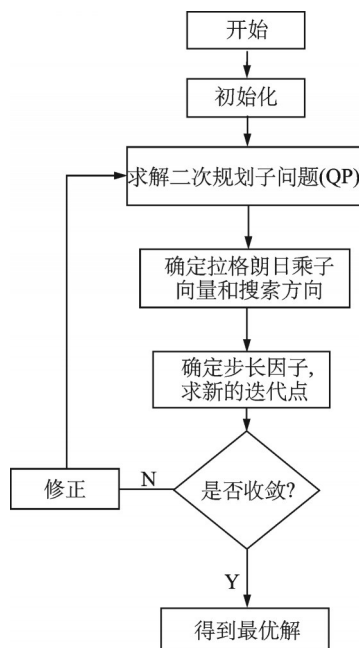 开始
初始化
求解二次规划子问题(QP)
确定拉格朗日乘子
向量和搜索方向
确定步长因子,
求新的迭代点
是否收敛?
N
修正
Y
得到最优解